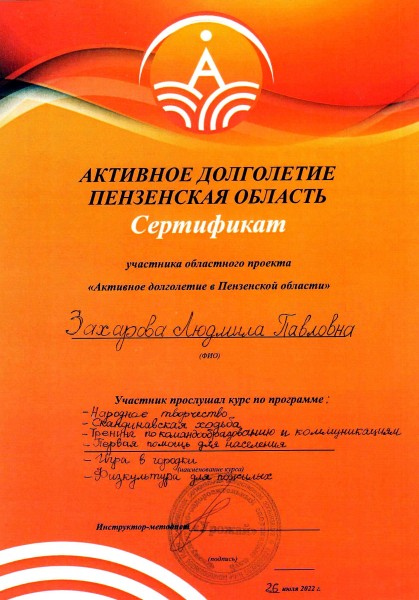 АКТИВНОЕ ДОЛГОЛЕТИЕ
ПЕНЗЕНСКАЯ ОБЛАСТЬ
Сертификат
участника областного проекта
«Активное долголетие в Пензенской области»
Захарова Людмила Павловна
(ФИО)
Участник прослушал курс по программе:
- Народное творчество
- Скандинавская ходьба
- Тренинг по командообразованию и коммуникациям
- Первая помощь для населения
- Игра в городки
(наименование курса)
- Физкультура для пожилых
Инструктор-методист
«Урожай»
(подпись)
26 июля 2022 г.